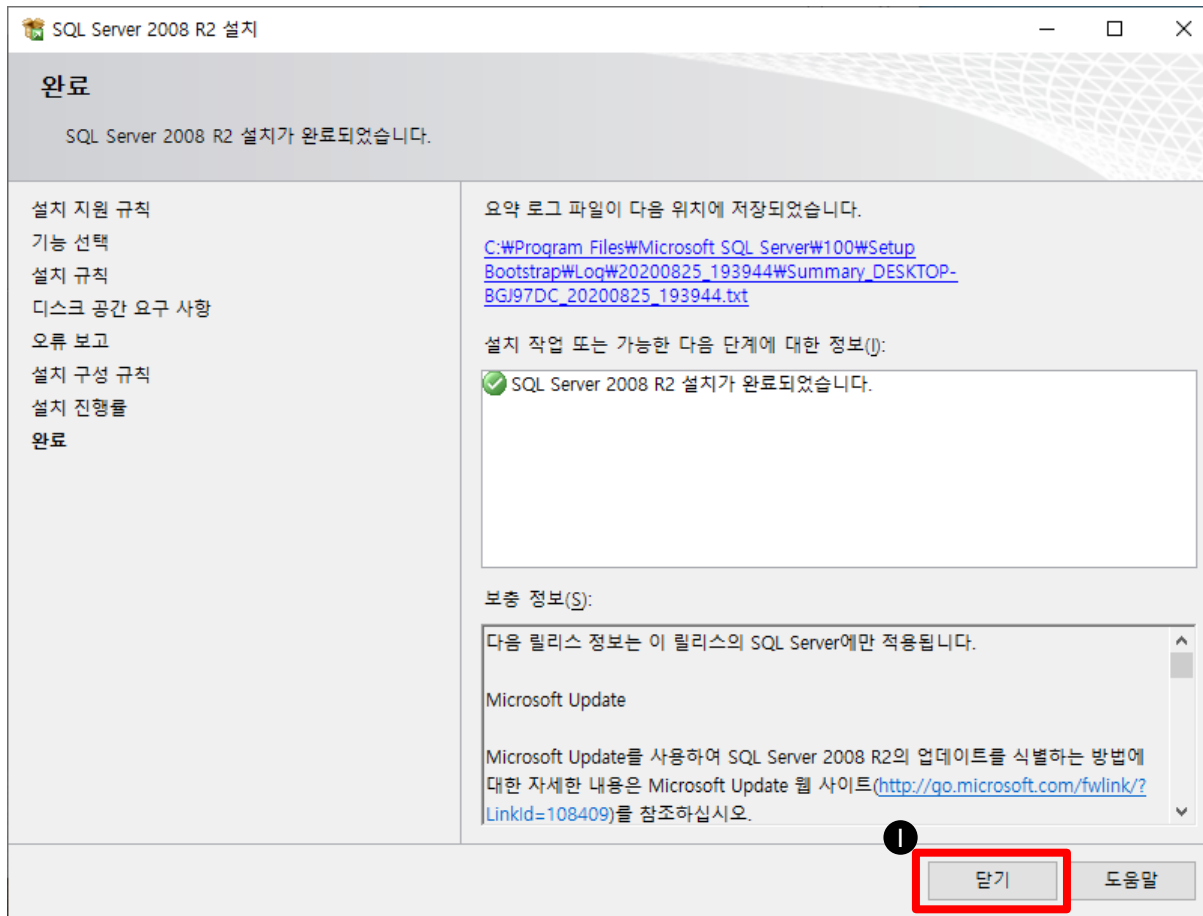 SQL Server 2008 R2 설치
완료
SQL Server 2008 R2 설치가 완료되었습니다.
설치 지원 규칙
기능 선택
설치 규칙
디스크 공간 요구 사항
오류 보고
설치 구성 규칙
설치 진행률
완료
요약 로그 파일이 다음 위치에 저장되었습니다.
C:₩Program Files₩Microsoft SQL Server₩100₩Setup
Bootstrap₩Log₩20200825_193944₩Summary_DESKTOP-
BGJ97DC_20200825_193944.txt
설치 작업 또는 가능한 다음 단계에 대한 정보(I):
SQL Server 2008 R2 설치가 완료되었습니다.
보충 정보(S):
다음 릴리스 정보는 이 릴리스의 SQL Server에만 적용됩니다.
Microsoft Update
Microsoft Update를 사용하여 SQL Server 2008 R2의 업데이트를 식별하는 방법에
대한 자세한 내용은 Microsoft Update 웹 사이트(http://go.microsoft.com/fwlink/?
LinkId=108409)를 참조하십시오.
1
닫기
도움말